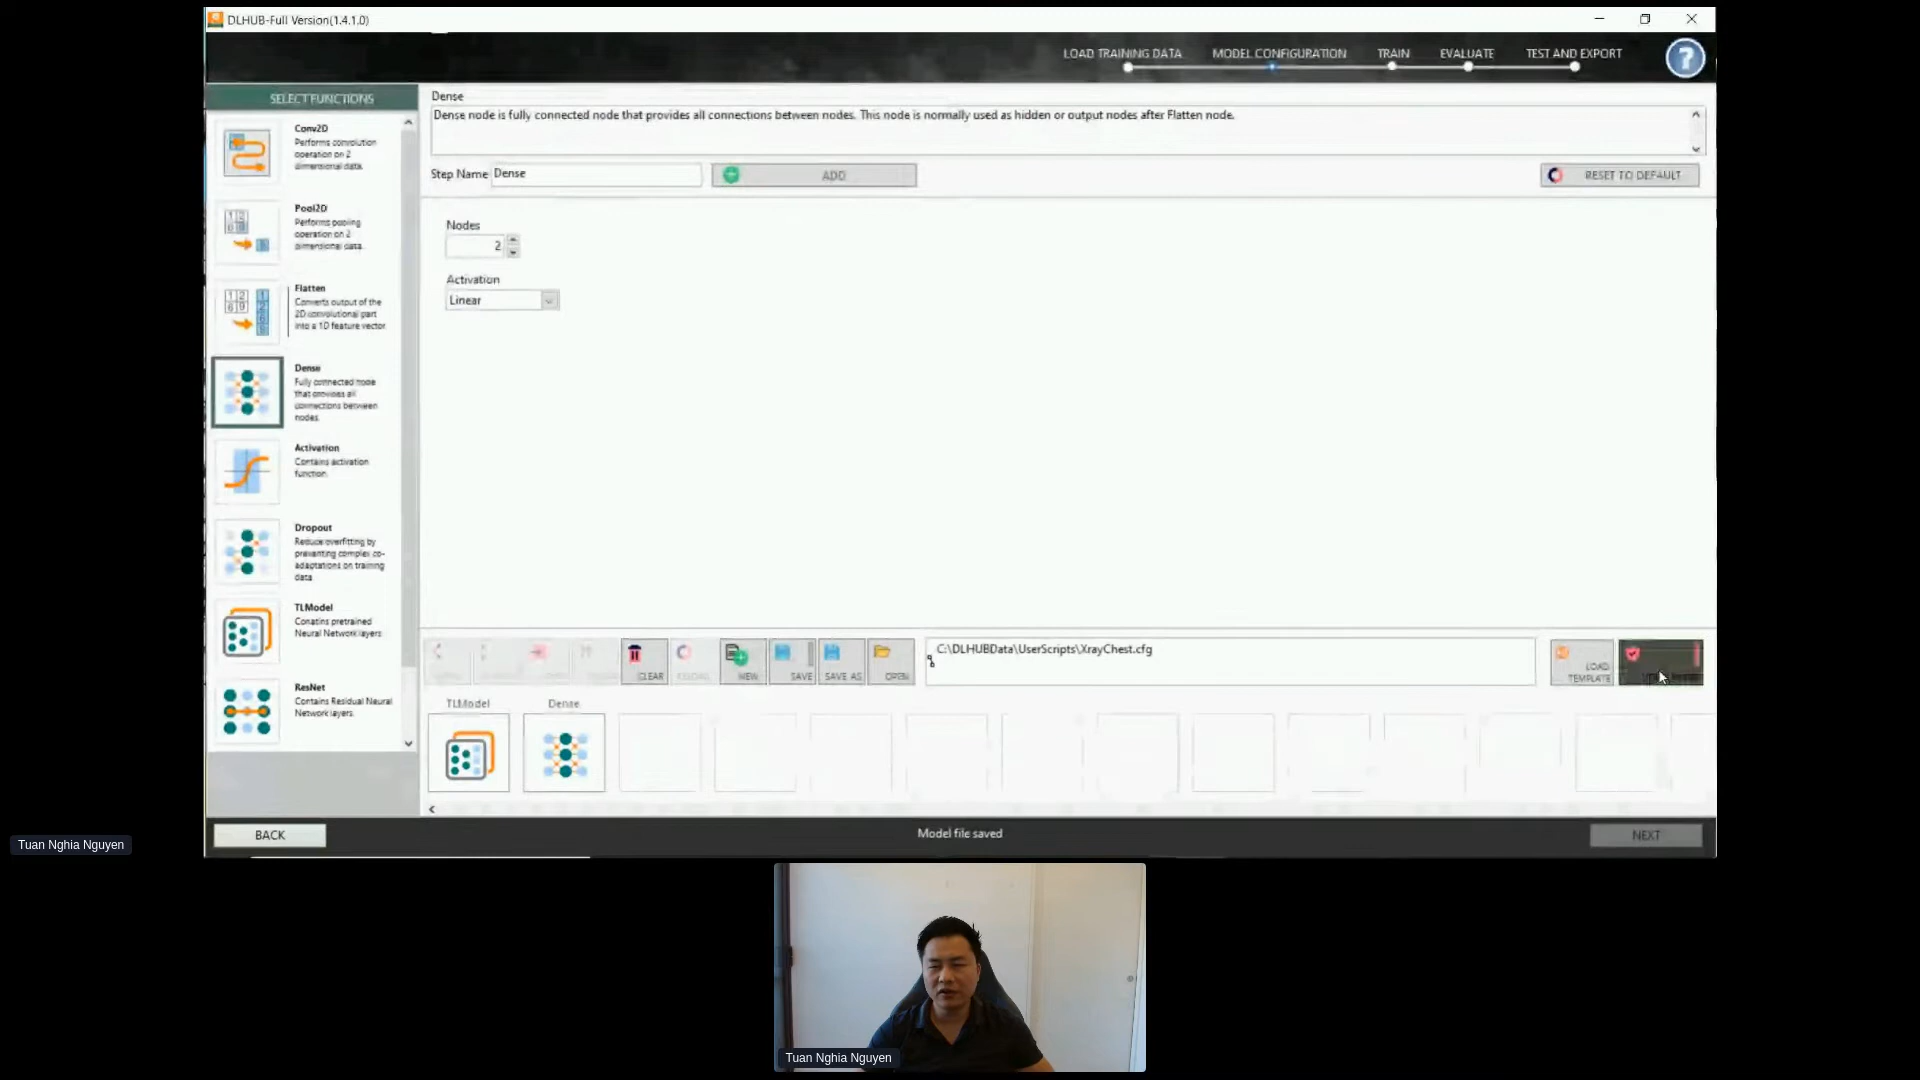 DLHUB-Full Version(1.4.1.0)
LOAD TRAINING DATA
MODEL CONFIGURATION
TRAIN
EVALUATE
TEST AND EXPORT
?
SELECT FUNCTIONS
Conv2D
Performs convolution
operation on 2
dimensional data.
Pool2D
Performs pooling
operation on 2
dimensional data.
Flatten
Converts output of the
2D convolutional part
into a 1D feature vector
Dense
Fully connected node
that provides all
connections between
nodes.
Activation
Contains activation
function.
Dropout
Reduce overfitting by
preventing complex co-
adaptations on training
data
TLModel
Conatins pretrained
Neural Network layers
ResNet
Contains Residual Neural
Network layers.
Dense
Dense node is fully connected node that provides all connections between nodes. This node is normally used as hidden or output nodes after Flatten node.
Step Name
Dense
ADD
RESET TO DEFAULT
Nodes
2
Activation
Linear
CLEAR
NEW
SAVE
SAVE AS
OPEN
C:\DLHUBData\UserScripts\XrayChest.cfg
LOAD
TEMPLATE
TLModel
Dense
BACK
Model file saved
NEXT
Tuan Nghia Nguyen
Tuan Nghia Nguyen